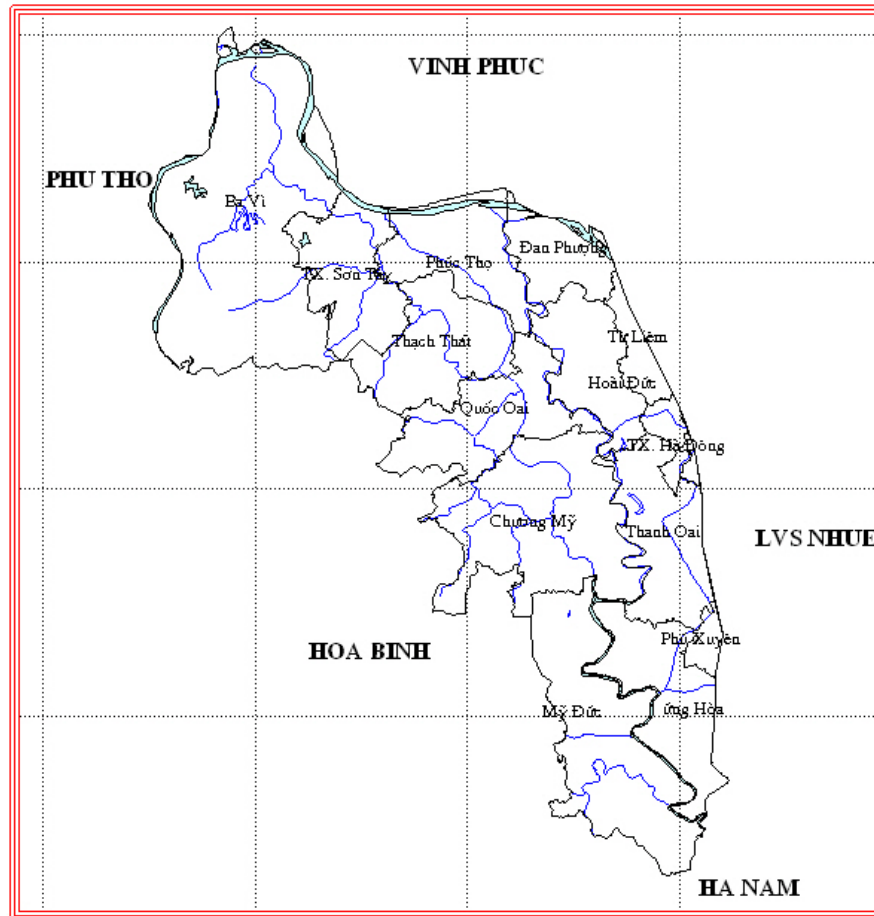 VINH PHUC
PHU THO
Ba Vì
Đan Phượng
Phúc Thọ
TX. Sơn Tây
Từ Liêm
Thạch Thất
Hoài Đức
Quốc Oai
TX. Hà Đông
Chương Mỹ
Thanh Oai
LVS NHUE
Phú Xuyên
HOA BINH
Mỹ Đức
ứng Hòa
HA NAM